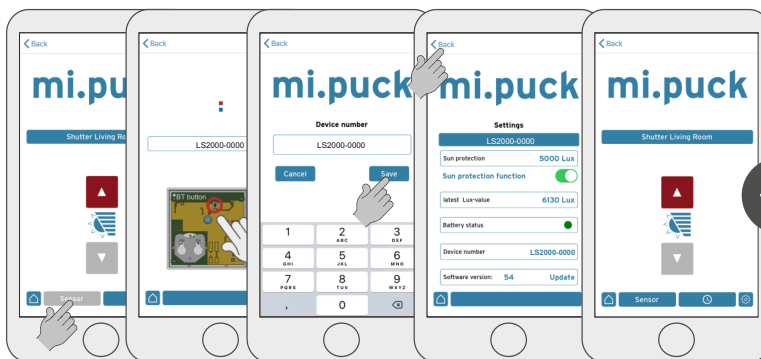 Back
mi.pu
Shutter Living Ro
Sensor
Back
LS2000-0000
BT button
Back
mi.puck
Device number
LS2000-0000
Cancel
Save
1
2
ABC
3
DEF
4
GHI
5
JKL
6
MNO
7
PQRS
8
TUV
9
WXYZ
,
0
Back
mi.puck
Settings
LS2000-0000
Sun protection 5000 Lux
Sun protection function
latest Lux-value 6130 Lux
Battery status
Device number LS2000-0000
Software version: 54 Update
Back
mi.puck
Shutter Living Room
Sensor